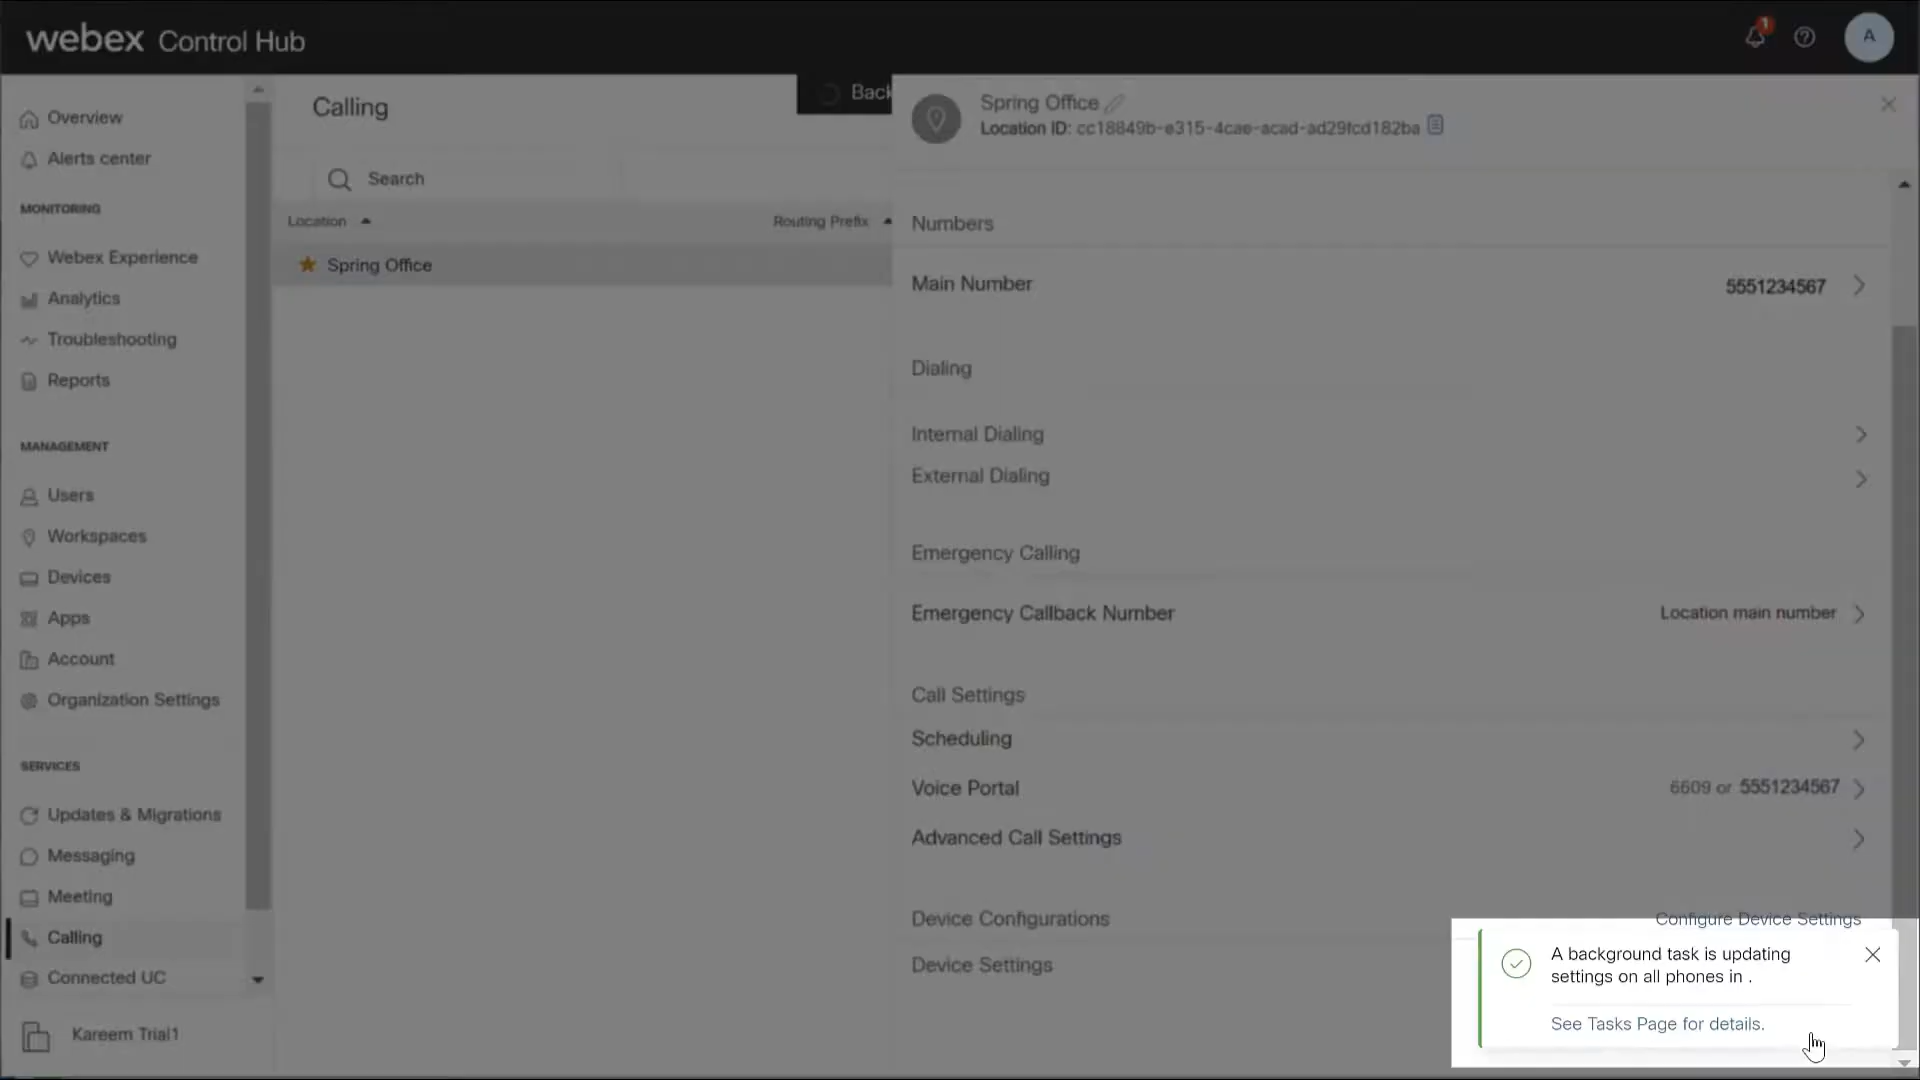 webex Control Hub
1
A
Overview
Alerts center
MONITORING
Webex Experience
Analytics
Troubleshooting
Reports
MANAGEMENT
Users
Workspaces
Devices
Apps
Account
Organization Settings
SERVICES
Updates & Migrations
Messaging
Meeting
Calling
Connected UC
Kareem Trial1
Calling
Back
Search
Location Routing Prefix
Spring Office
Spring Office
Location ID: cc18849b-e315-4cae-acad-ad29fcd182ba
Numbers
Main Number 5551234567
Dialing
Internal Dialing
External Dialing
Emergency Calling
Emergency Callback Number Location main number
Call Settings
Scheduling
Voice Portal 6609 or 5551234567
Advanced Call Settings
Device Configurations
Configure Device Settings
Device Settings
A background task is updating
settings on all phones in .
See Tasks Page for details.